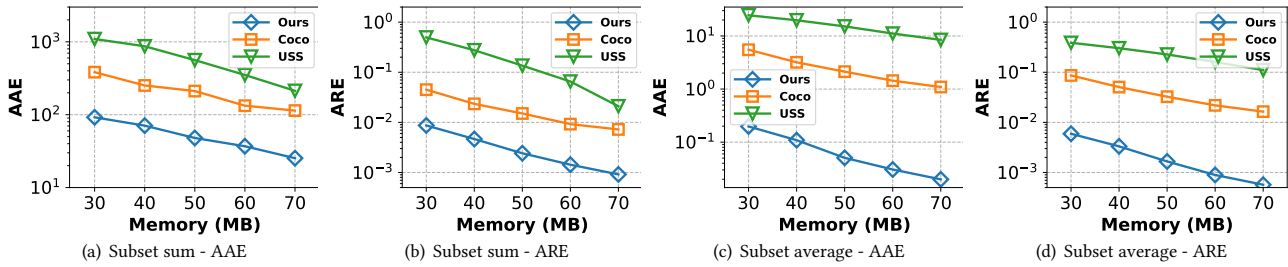 AAE
10³
10²
10¹
30 40 50 60 70
Memory (MB)
Ours
Coco
USS
(a) Subset sum - AAE
ARE
10⁰
10⁻¹
10⁻²
10⁻³
30 40 50 60 70
Memory (MB)
Ours
Coco
USS
(b) Subset sum - ARE
AAE
10¹
10⁰
10⁻¹
30 40 50 60 70
Memory (MB)
Ours
Coco
USS
(c) Subset average - AAE
ARE
10⁰
10⁻¹
10⁻²
10⁻³
30 40 50 60 70
Memory (MB)
Ours
Coco
USS
(d) Subset average - ARE